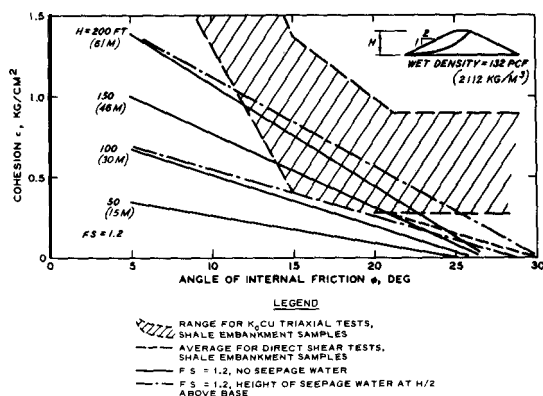 1.5
1.0
0.5
0
COHESION c, KG/CM²
H = 200 FT
(61 M)
150
(46M)
100
(30 M)
50
(15 M)
FS = 1.2
H
2
1
WET DENSITY = 132 PCF
(2112 KG/M³)
0 5 10 15 20 25 30
ANGLE OF INTERNAL FRICTION φ, DEG
LEGEND
RANGE FOR K₀CU TRIAXIAL TESTS,
SHALE EMBANKMENT SAMPLES
AVERAGE FOR DIRECT SHEAR TESTS,
SHALE EMBANKMENT SAMPLES
FS = 1.2, NO SEEPAGE WATER
FS = 1.2, HEIGHT OF SEEPAGE WATER AT H/2
ABOVE BASE